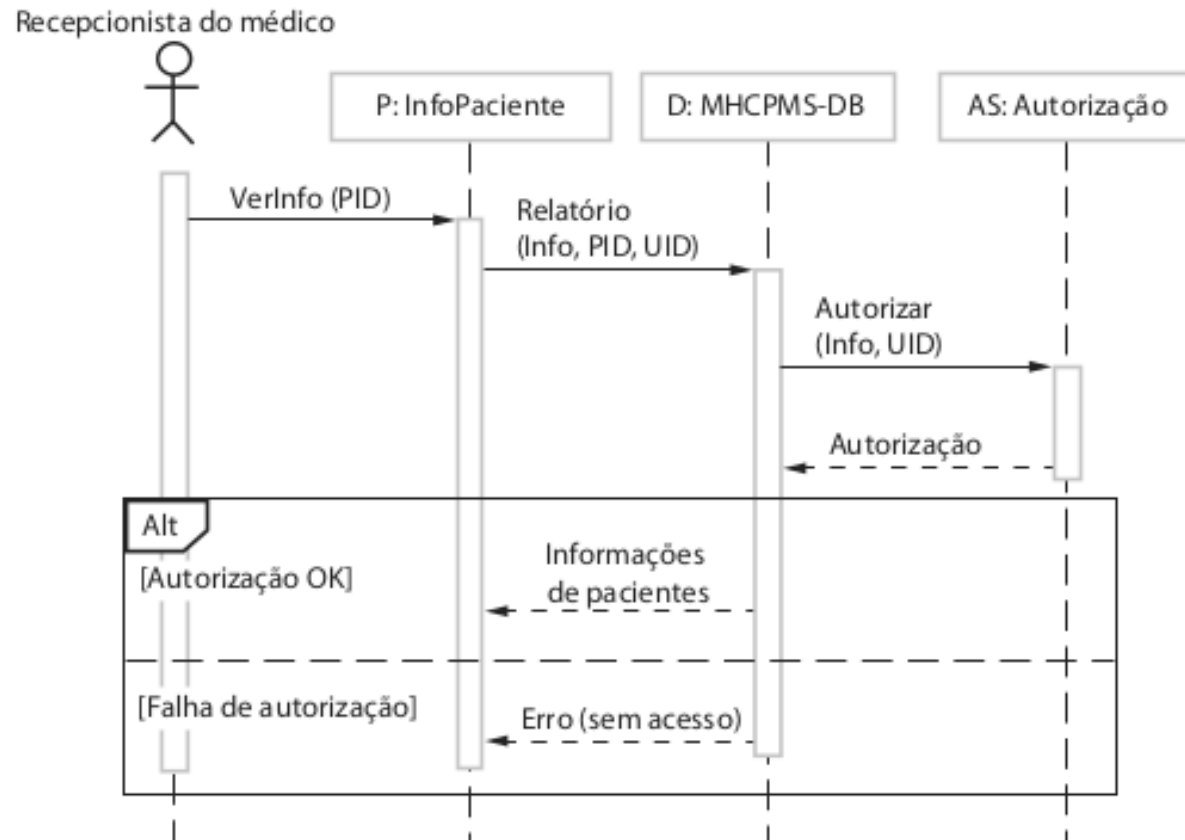 Recepcionista do médico
P: InfoPaciente
D: MHCPMS-DB
AS: Autorização
VerInfo (PID)
Relatório
(Info, PID, UID)
Autorizar
(Info, UID)
Autorização
Alt
[Autorização OK]
Informações
de pacientes
[Falha de autorização]
Erro (sem acesso)